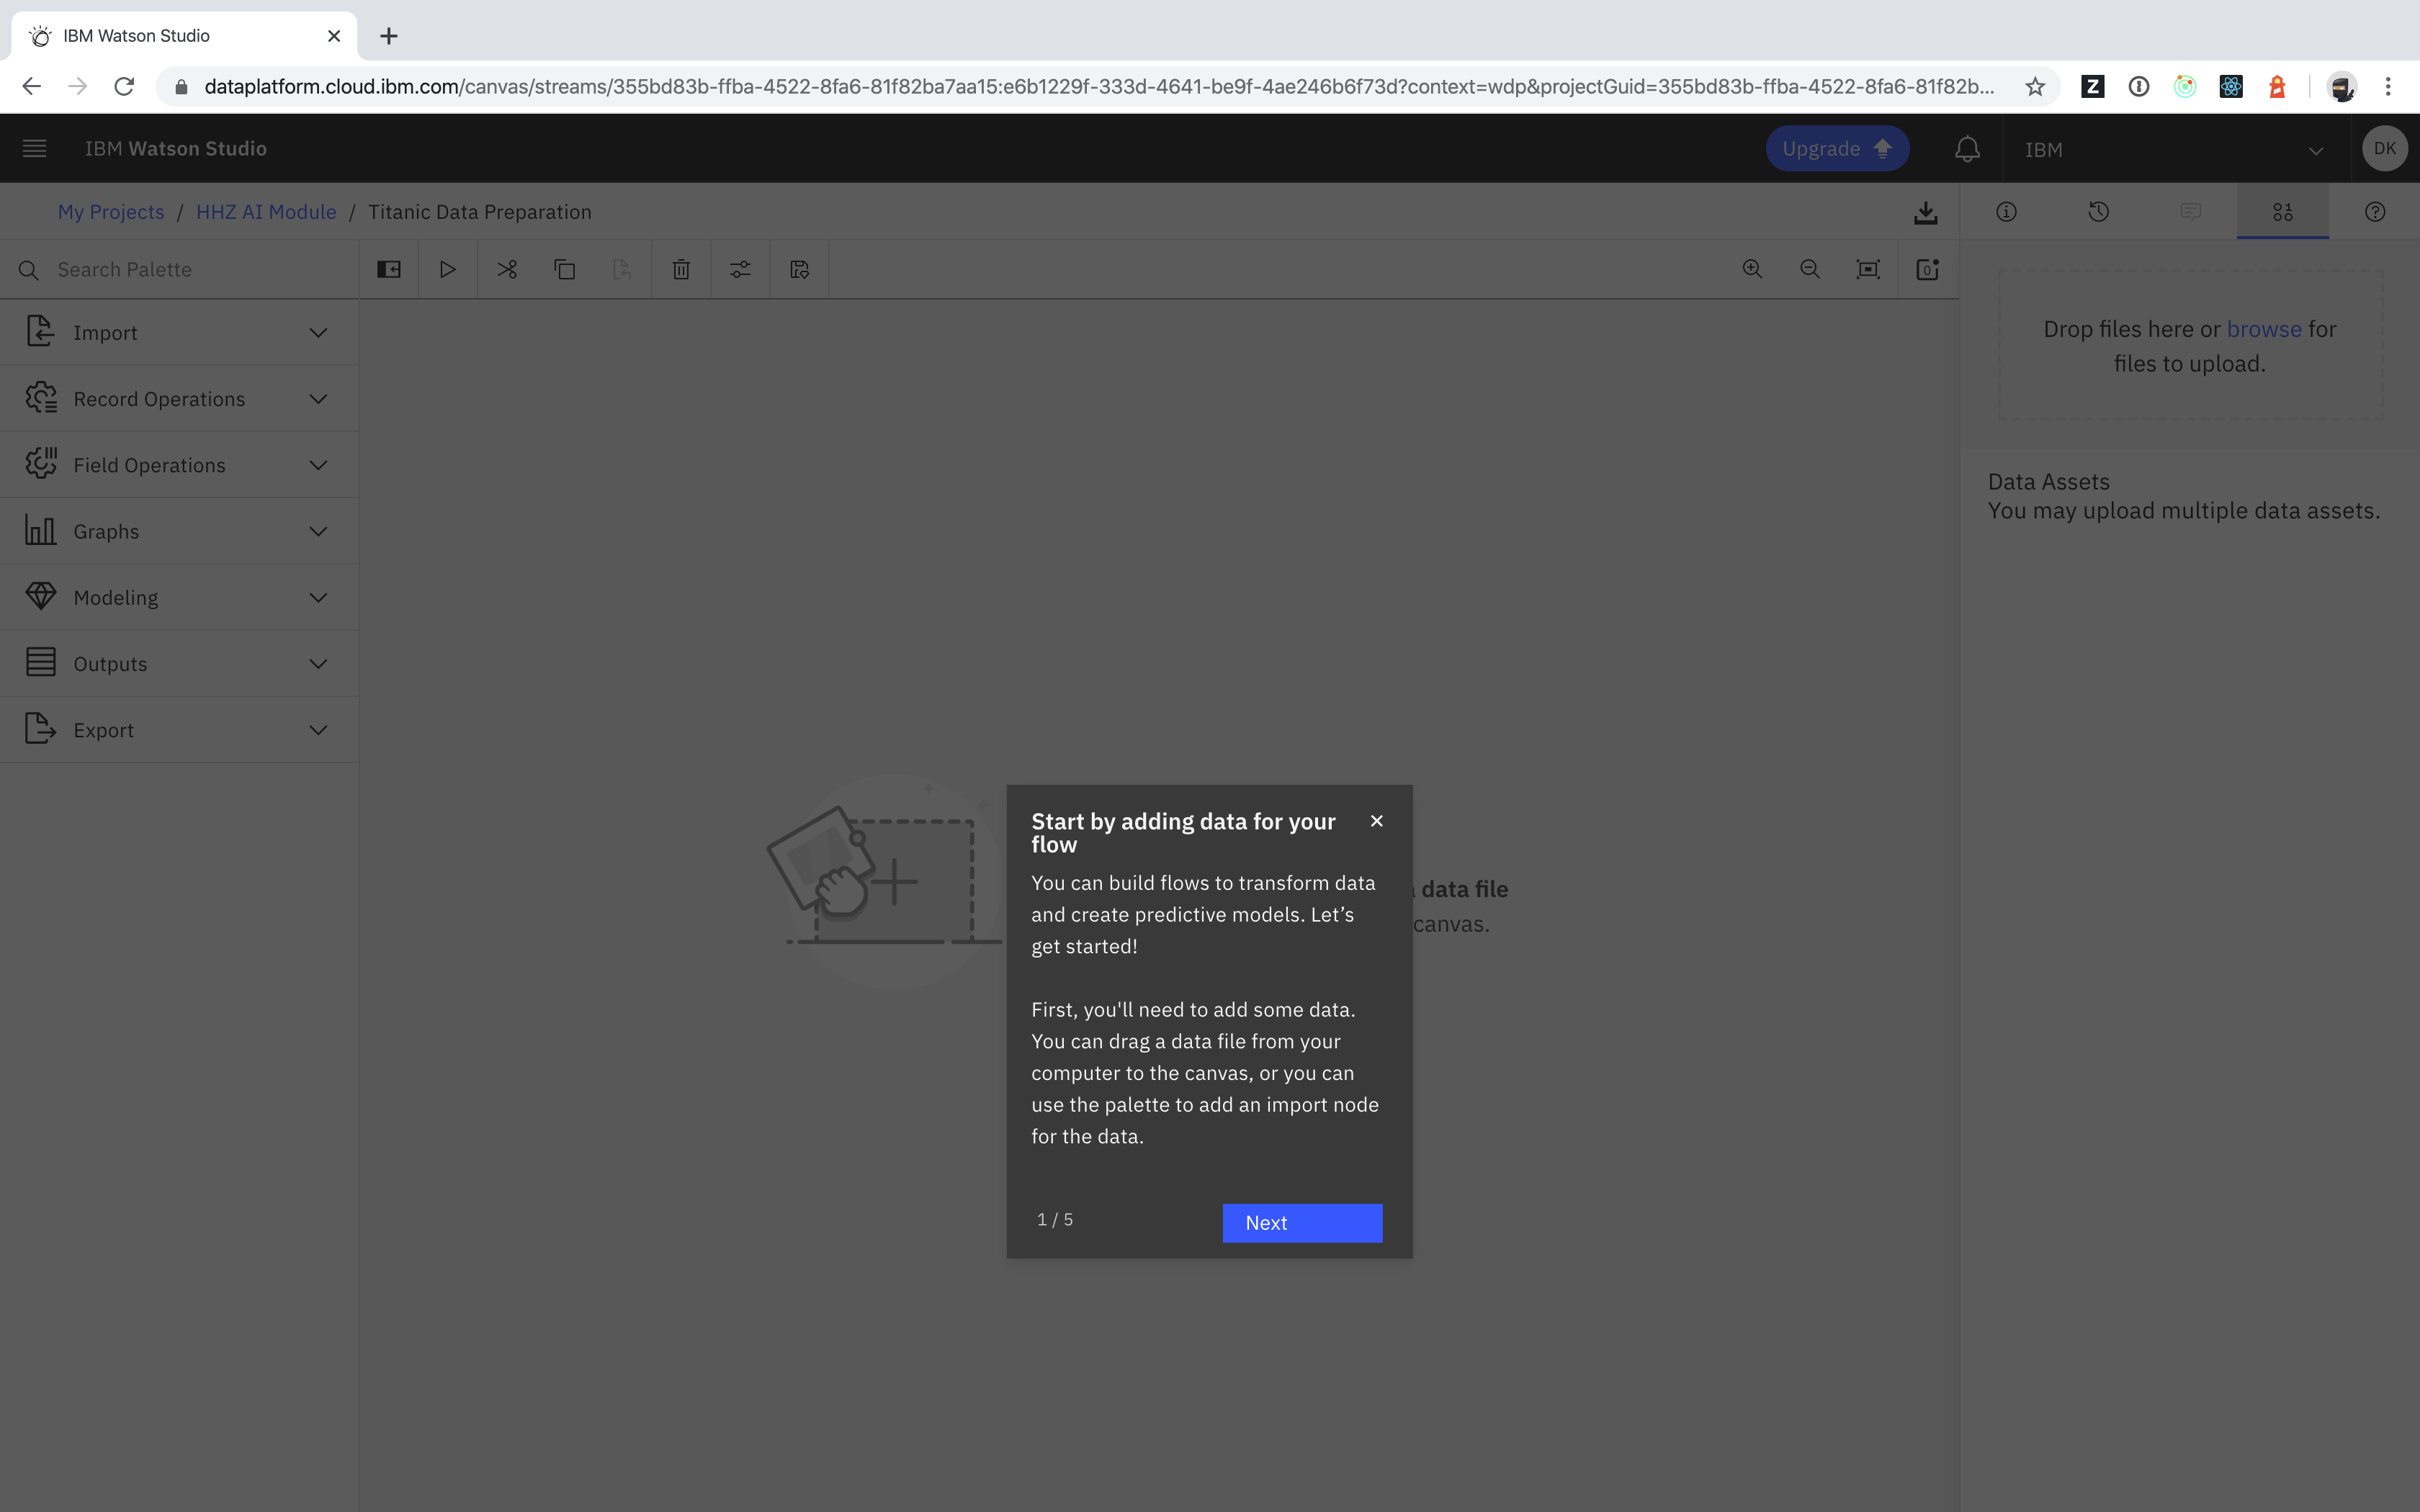 IBM Watson Studio
dataplatform.cloud.ibm.com/canvas/streams/355bd83b-ffba-4522-8fa6-81f82ba7aa15:e6b1229f-333d-4641-be9f-4ae246b6f73d?context=wdp&projectGuid=355bd83b-ffba-4522-8fa6-81f82b...
Z
IBM Watson Studio
Upgrade
IBM
DK
My Projects / HHZ AI Module / Titanic Data Preparation
Search Palette
Import
Record Operations
Field Operations
Graphs
Modeling
Outputs
Export
Drop files here or browse for
files to upload.
Data Assets
You may upload multiple data assets.
data file
canvas.
Start by adding data for your
flow
You can build flows to transform data
and create predictive models. Let’s
get started!
First, you'll need to add some data.
You can drag a data file from your
computer to the canvas, or you can
use the palette to add an import node
for the data.
1 / 5
Next